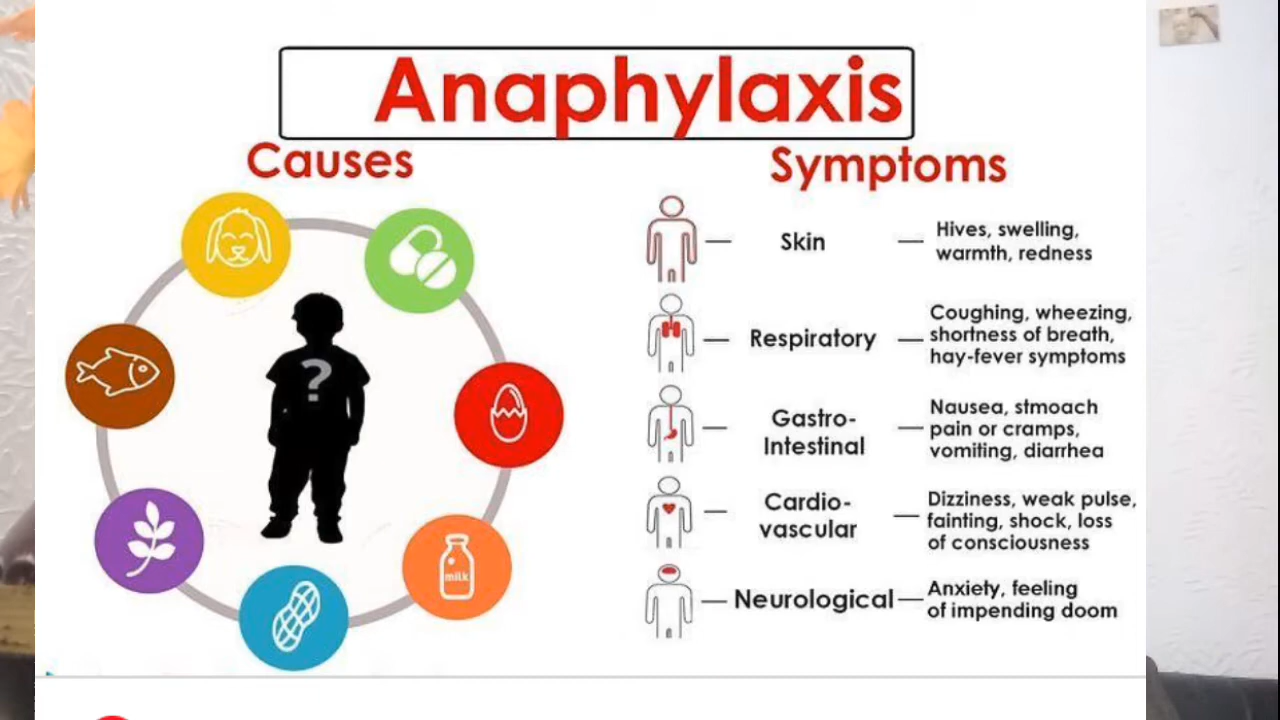 Anaphylaxis
Causes
Symptoms
?
milk
Skin
Hives, swelling,
warmth, redness
Respiratory
Coughing, wheezing,
shortness of breath,
hay-fever symptoms
Gastro-
Intestinal
Nausea, stmoach
pain or cramps,
vomiting, diarrhea
Cardio-
vascular
Dizziness, weak pulse,
fainting, shock, loss
of consciousness
Neurological
Anxiety, feeling
of impending doom